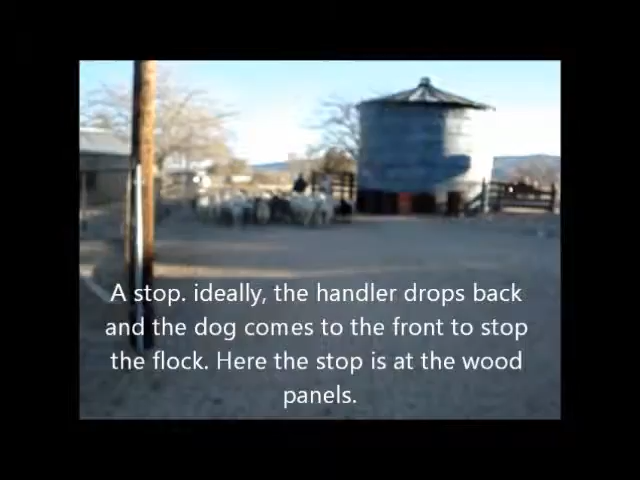 A stop. ideally, the handler drops back
and the dog comes to the front to stop
the flock. Here the stop is at the wood
panels.